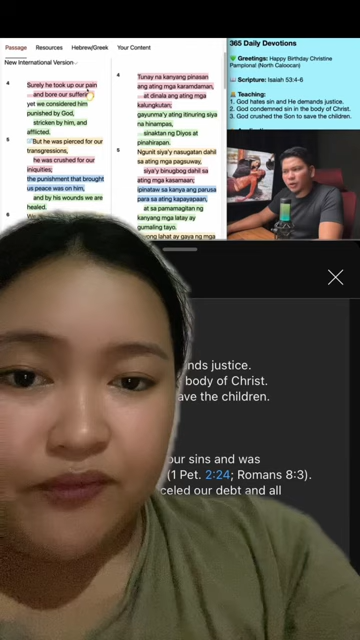 Passage Resources Hebrew/Greek Your Content
New International Version
4 Surely he took up our pain
and bore our suffering
yet we considered him
punished by God,
stricken by him, and
afflicted.
5 But he was pierced for our
transgressions,
he was crushed for our
iniquities;
the punishment that brought
us peace was on him,
and by his wounds we are
healed.
6
4 Tunay na kanyang pinasan
ang ating mga karamdaman,
at dinala ang ating mga
kalungkutan;
gayunma'y ating itinuring siya
na hinampas,
sinaktan ng Diyos at
pinahirapan.
5 Ngunit siya'y nasugatan dahil
sa ating mga pagsuway,
siya'y binugbog dahil sa
ating mga kasamaan;
ipinataw sa kanya ang parusa
para sa ating kapayapaan,
at sa pamamagitan ng
kanyang mga latay ay
gumaling tayo.
lahat ay gaya ng mga
365 Daily Devotions
Greetings: Happy Birthday Christine
Pamplona! (North Caloocan)
Scripture: Isaiah 53:4-6
Teaching:
1. God hates sin and He demands justice.
2. God condemned sin in the body of Christ.
3. God crushed the Son to save the children.
justice.
body of Christ.
save the children.
our sins and was
(1 Pet. 2:24; Romans 8:3).
our debt and all